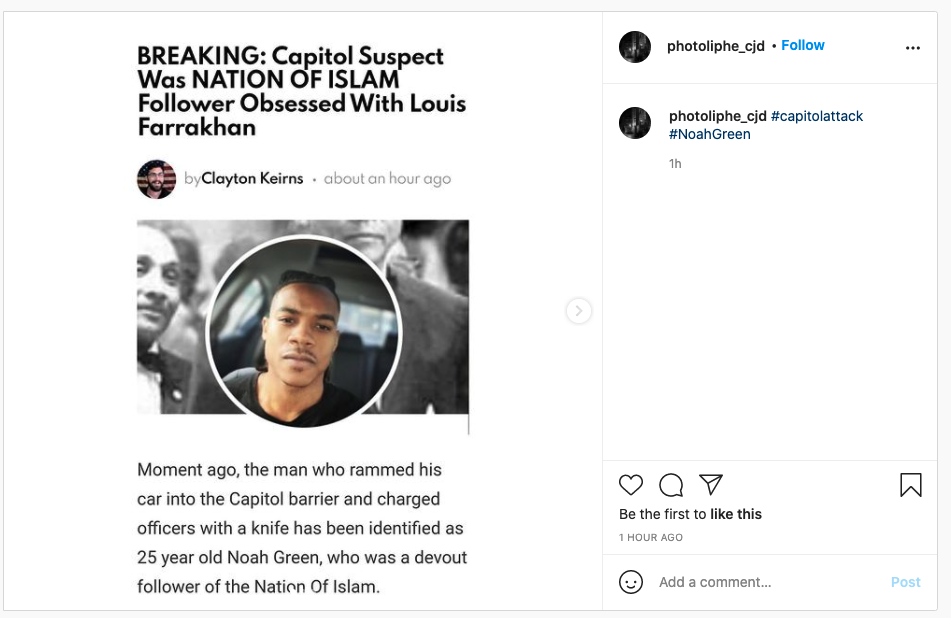 BREAKING: Capitol Suspect
Was NATION OF ISLAM
Follower Obsessed With Louis
Farrakhan
byClayton Keirns · about an hour ago
Moment ago, the man who rammed his
car into the Capitol barrier and charged
officers with a knife has been identified as
25 year old Noah Green, who was a devout
follower of the Nation Of Islam.
photoliphe_cjd • Follow
photoliphe_cjd #capitolattack
#NoahGreen
1h
Be the first to like this
1 HOUR AGO
Add a comment...
Post